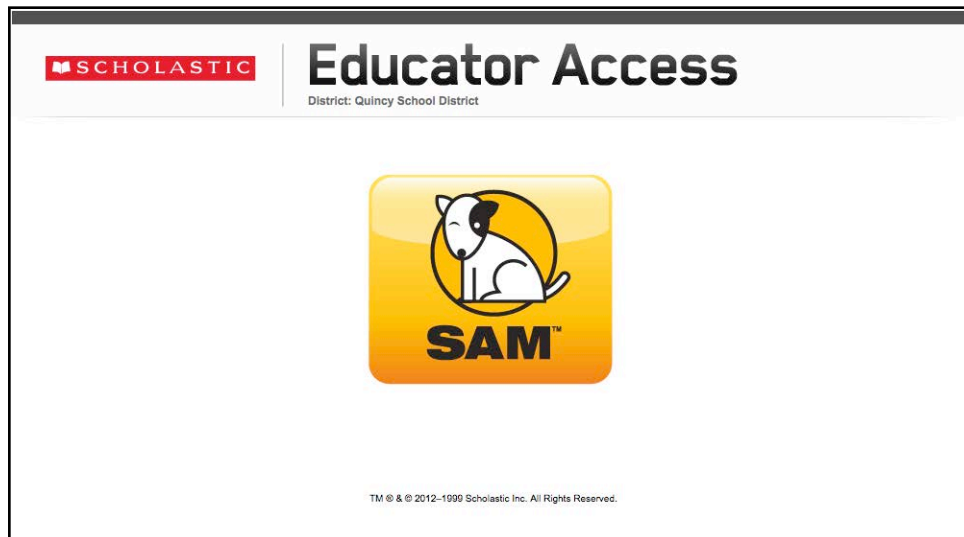 SCHOLASTIC
Educator Access
District: Quincy School District
SAM™
TM ® & © 2012–1999 Scholastic Inc. All Rights Reserved.